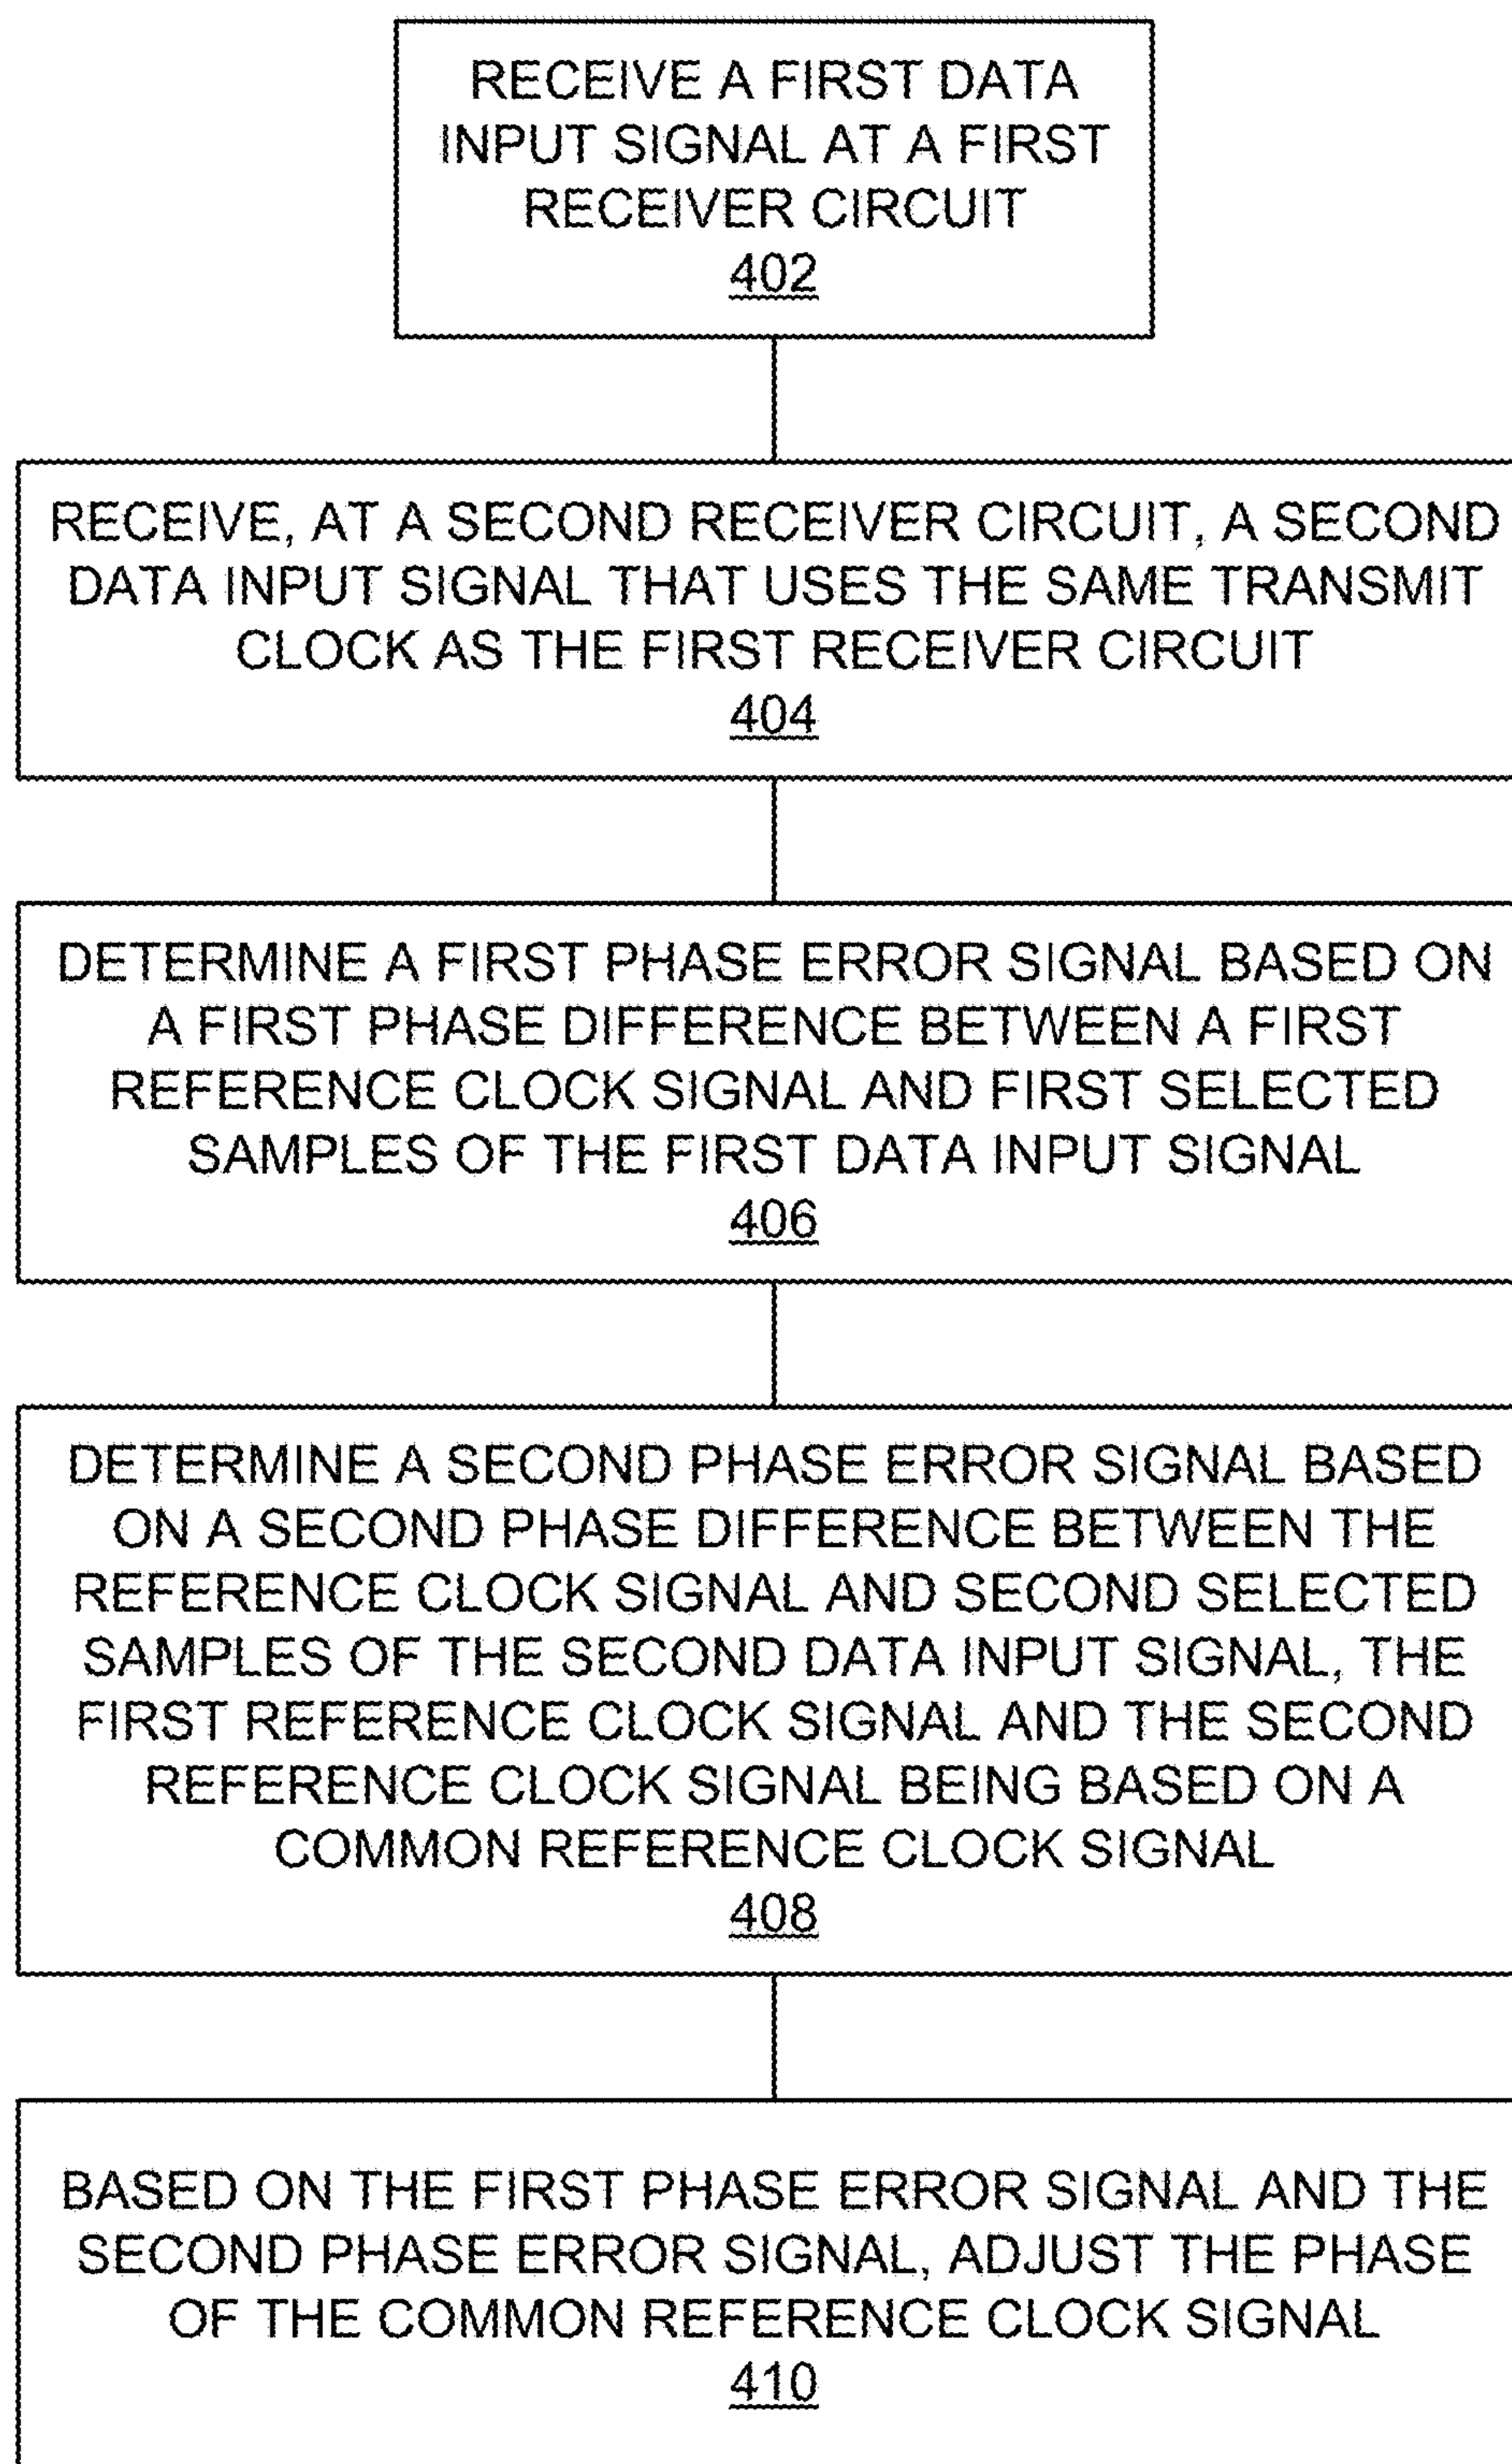 RECEIVE A FIRST DATA
INPUT SIGNAL AT A FIRST
RECEIVER CIRCUIT
402
RECEIVE, AT A SECOND RECEIVER CIRCUIT, A SECOND
DATA INPUT SIGNAL THAT USES THE SAME TRANSMIT
CLOCK AS THE FIRST RECEIVER CIRCUIT
404
DETERMINE A FIRST PHASE ERROR SIGNAL BASED ON
A FIRST PHASE DIFFERENCE BETWEEN A FIRST
REFERENCE CLOCK SIGNAL AND FIRST SELECTED
SAMPLES OF THE FIRST DATA INPUT SIGNAL
406
DETERMINE A SECOND PHASE ERROR SIGNAL BASED
ON A SECOND PHASE DIFFERENCE BETWEEN THE
REFERENCE CLOCK SIGNAL AND SECOND SELECTED
SAMPLES OF THE SECOND DATA INPUT SIGNAL, THE
FIRST REFERENCE CLOCK SIGNAL AND THE SECOND
REFERENCE CLOCK SIGNAL BEING BASED ON A
COMMON REFERENCE CLOCK SIGNAL
408
BASED ON THE FIRST PHASE ERROR SIGNAL AND THE
SECOND PHASE ERROR SIGNAL, ADJUST THE PHASE
OF THE COMMON REFERENCE CLOCK SIGNAL
410